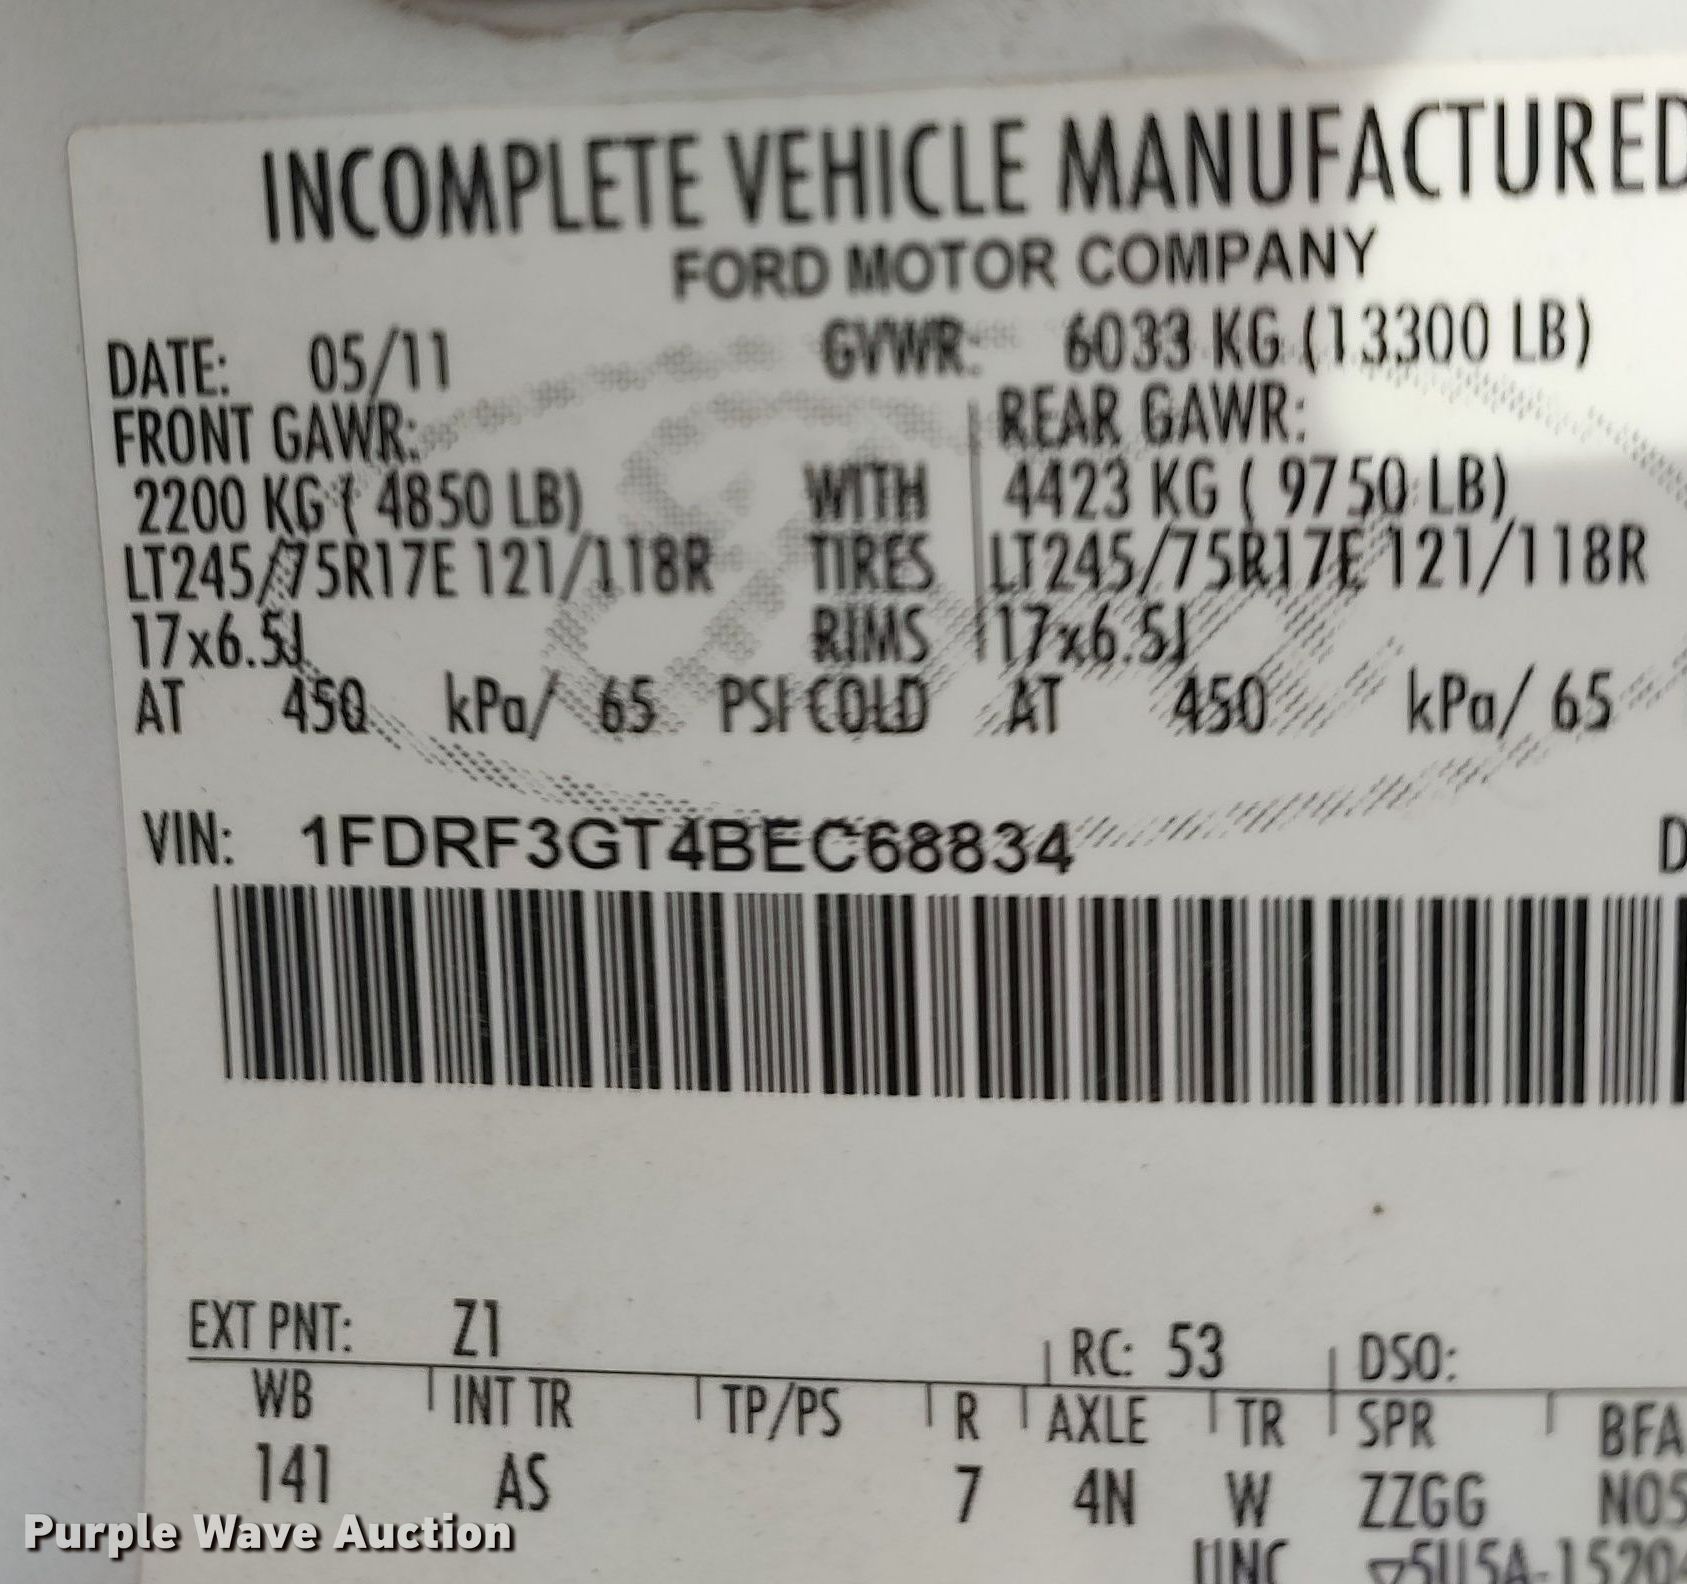 INCOMPLETE VEHICLE MANUFACTURED
FORD MOTOR COMPANY
DATE: 05/11 GVWR: 6033 KG (13300 LB)
FRONT GAWR: REAR GAWR:
2200 KG ( 4850 LB) WITH 4423 KG ( 9750 LB)
LT245/75R17E 121/118R TIRES LT245/75R17E 121/118R
17x6.5J RIMS 17x6.5J
AT 450 kPa/ 65 PSI COLD AT 450 kPa/ 65
VIN: 1FDRF3GT4BEC68834 D
EXT PNT: Z1 RC: 53 DSO:
WB INT TR TP/PS R AXLE TR SPR BFA
141 AS 7 4N W ZZGG N05
UNC ▽5U5A-15204
Purple Wave Auction